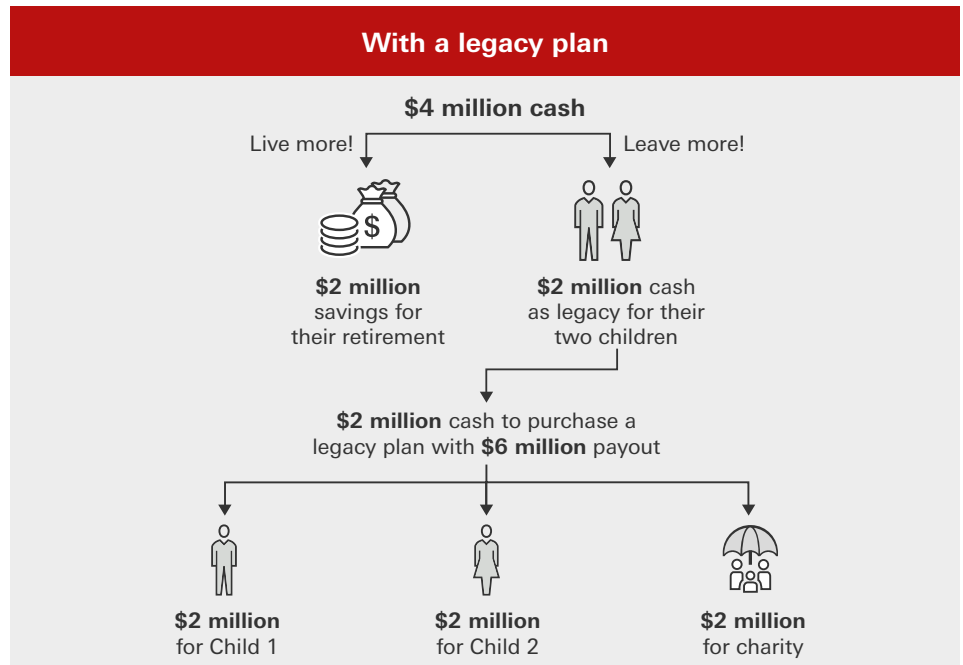 With a legacy plan
$4 million cash
Live more!
Leave more!
$
$2 million
savings for
their retirement
$2 million cash
as legacy for their
two children
$2 million cash to purchase a
legacy plan with $6 million payout
$2 million
for Child 1
$2 million
for Child 2
$2 million
for charity